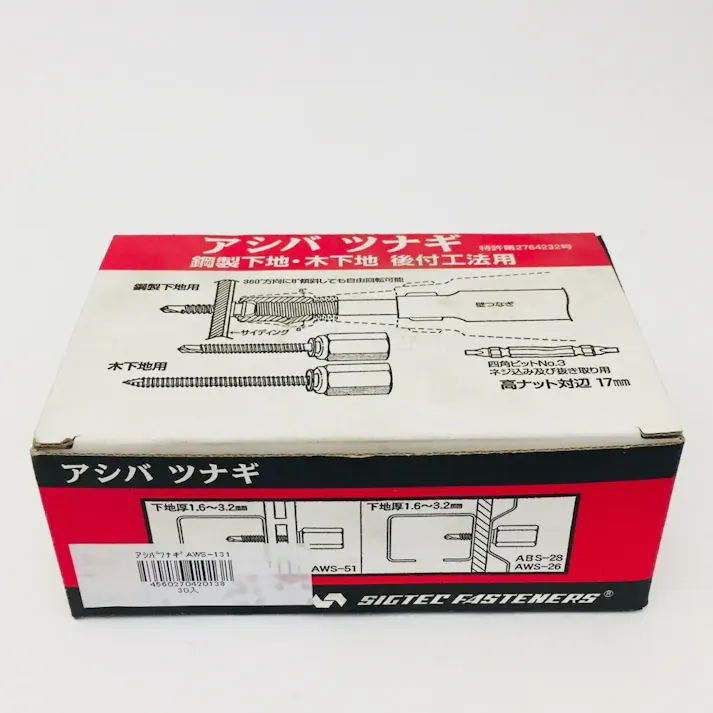 アシバ ツナギ 特許第2764232号
鋼製下地・木下地 後付工法用
鋼製下地用
360°方向に8°傾斜しても自由回転可能
8°
8°
壁つなぎ
サイディング
木下地用
四角ビットNo.3
ネジ込み及び抜き取り用
高ナット対辺 17mm
アシバ ツナギ
下地厚1.6〜3.2mm
下地厚1.6〜3.2mm
AWS-51
ABS-28
AWS-26
アシバツナギ AWS-131
4560270420138
30入
SIGTEC FASTENERS®